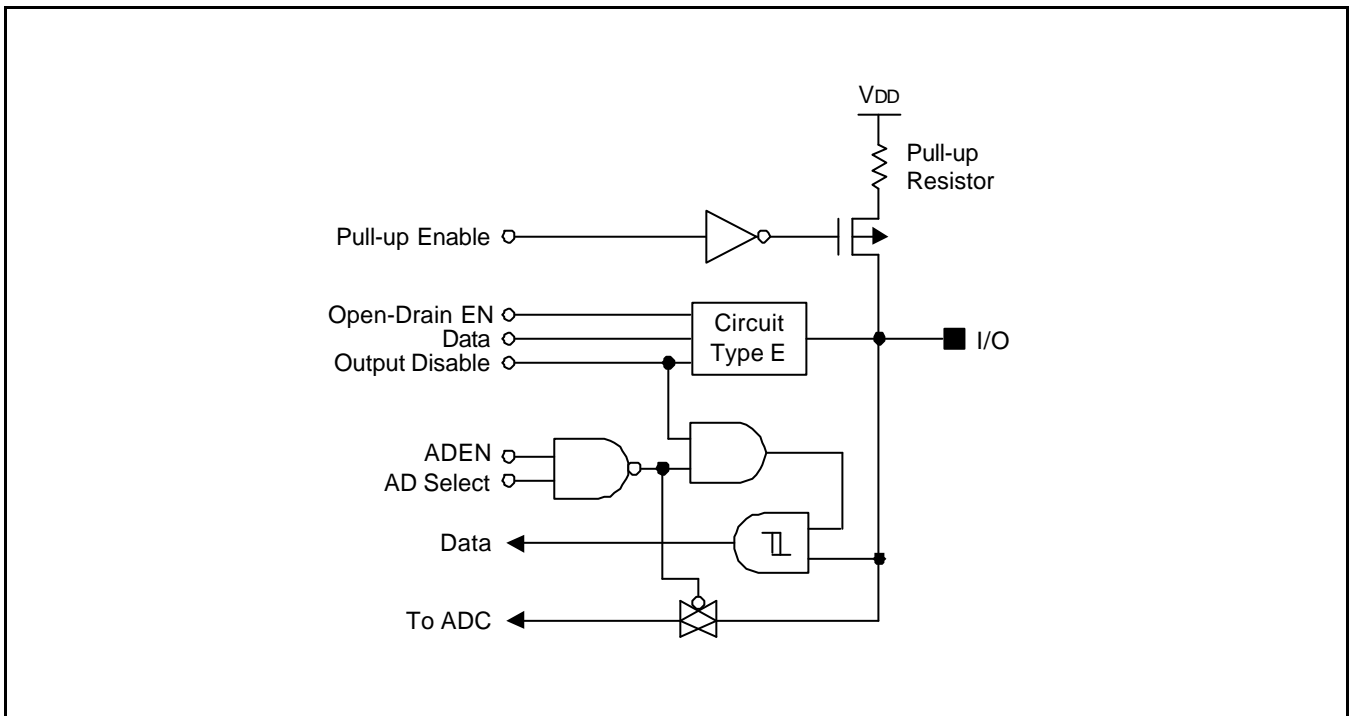 VDD
Pull-up
Resistor
Pull-up Enable
Open-Drain EN
Data
Output Disable
Circuit
Type E
I/O
ADEN
AD Select
Data
To ADC